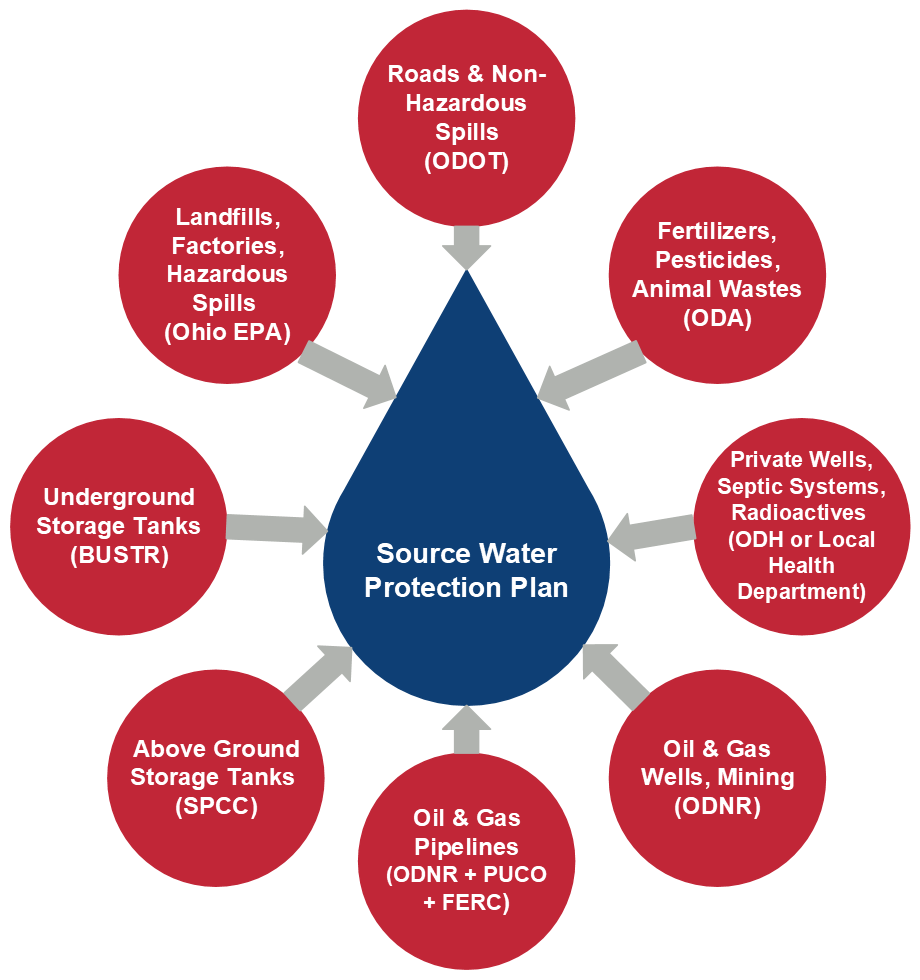 Roads & Non-
Hazardous
Spills
(ODOT)
Landfills,
Factories,
Hazardous
Spills
(Ohio EPA)
Fertilizers,
Pesticides,
Animal Wastes
(ODA)
Underground
Storage Tanks
(BUSTR)
Source Water
Protection Plan
Private Wells,
Septic Systems,
Radioactives
(ODH or Local
Health
Department)
Above Ground
Storage Tanks
(SPCC)
Oil & Gas
Pipelines
(ODNR + PUCO
+ FERC)
Oil & Gas
Wells, Mining
(ODNR)